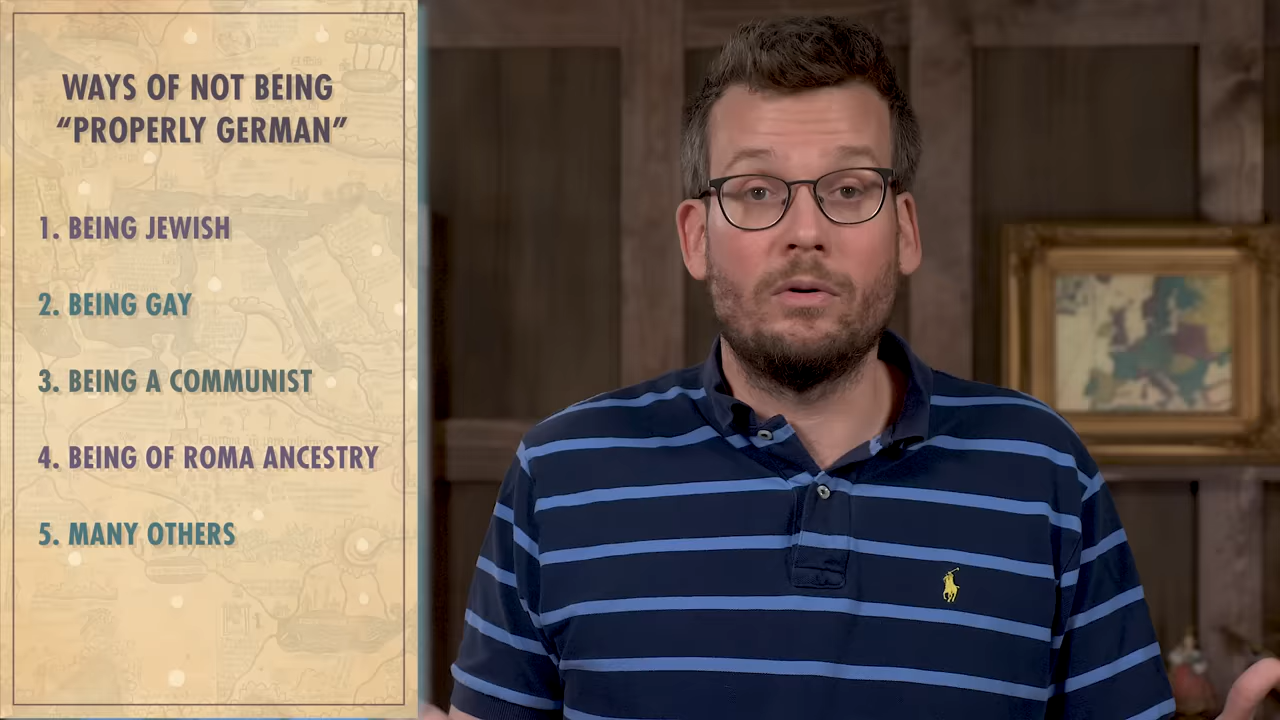 WAYS OF NOT BEING
“PROPERLY GERMAN”
1. BEING JEWISH
2. BEING GAY
3. BEING A COMMUNIST
4. BEING OF ROMA ANCESTRY
5. MANY OTHERS